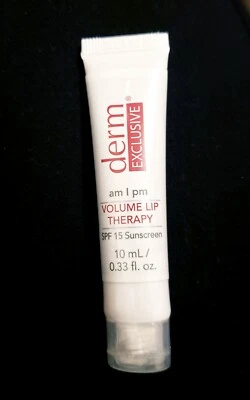 derm®
EXCLUSIVE
am | pm
VOLUME LIP
THERAPY
SPF 15 Sunscreen
10 mL /
0.33 fl. oz.